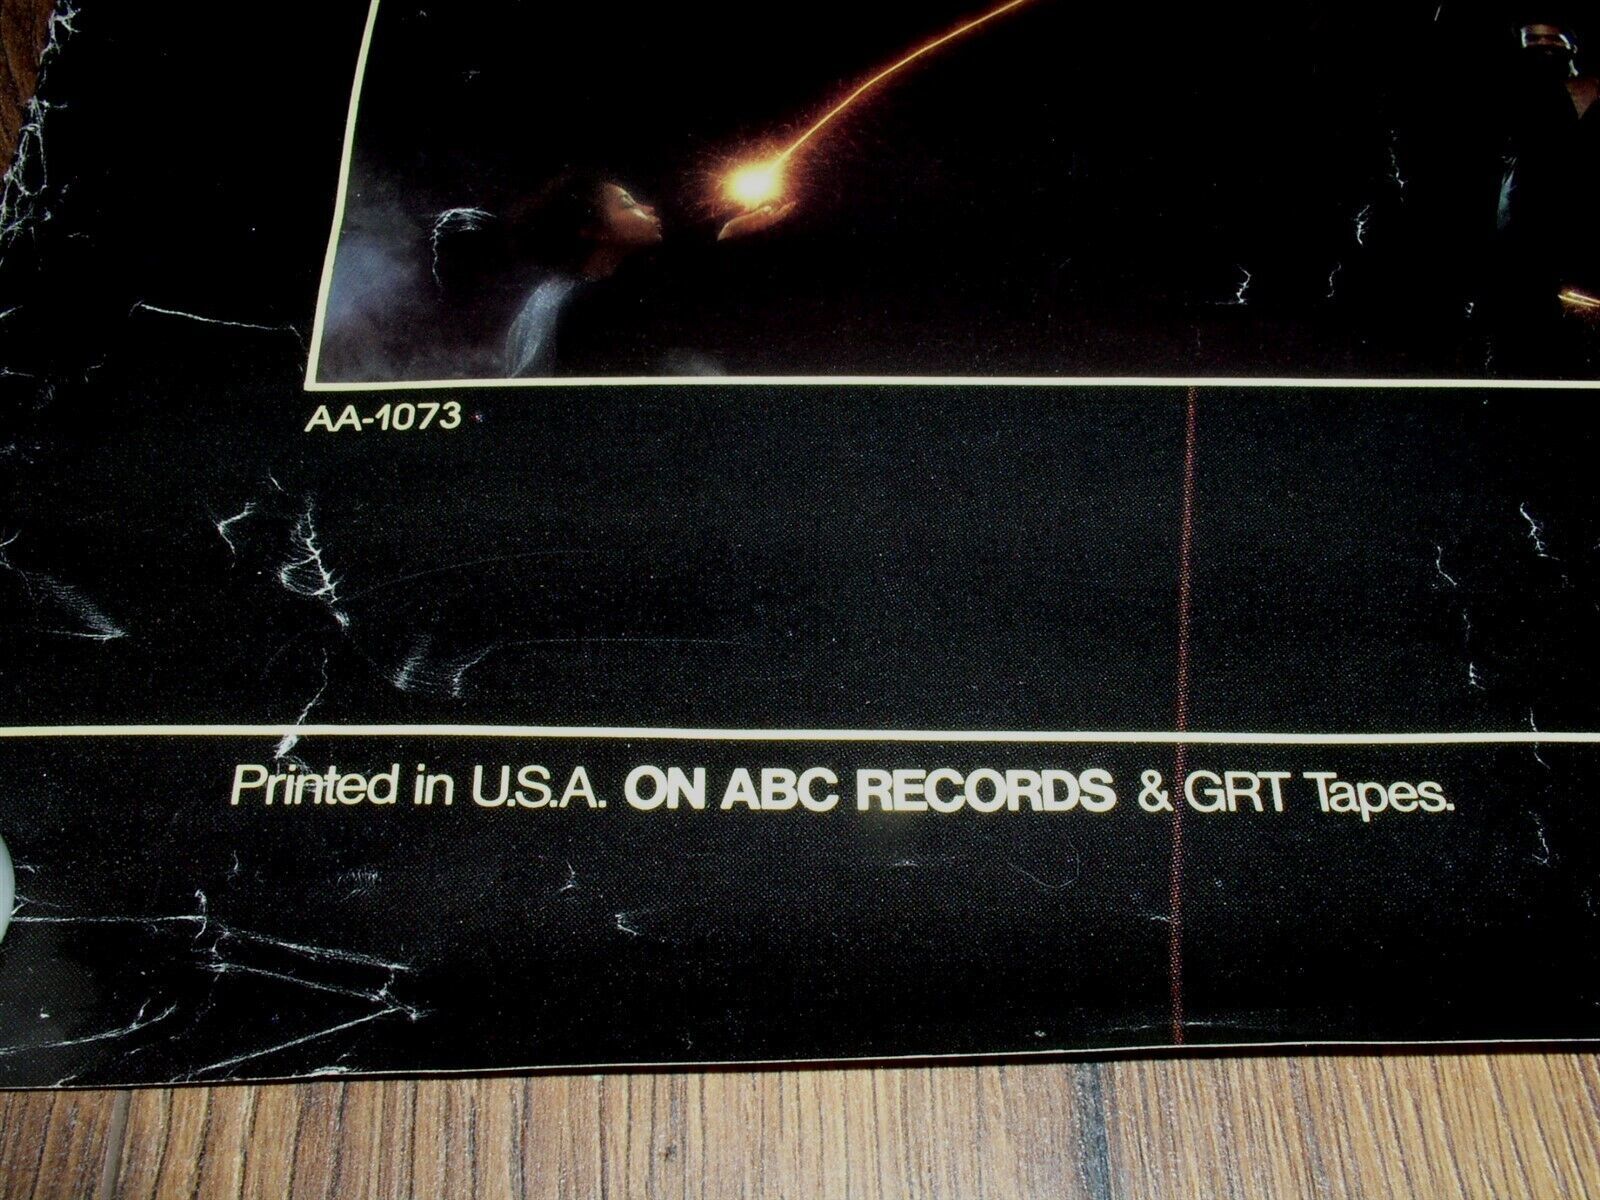 AA-1073
Printed in U.S.A. ON ABC RECORDS & GRT Tapes.